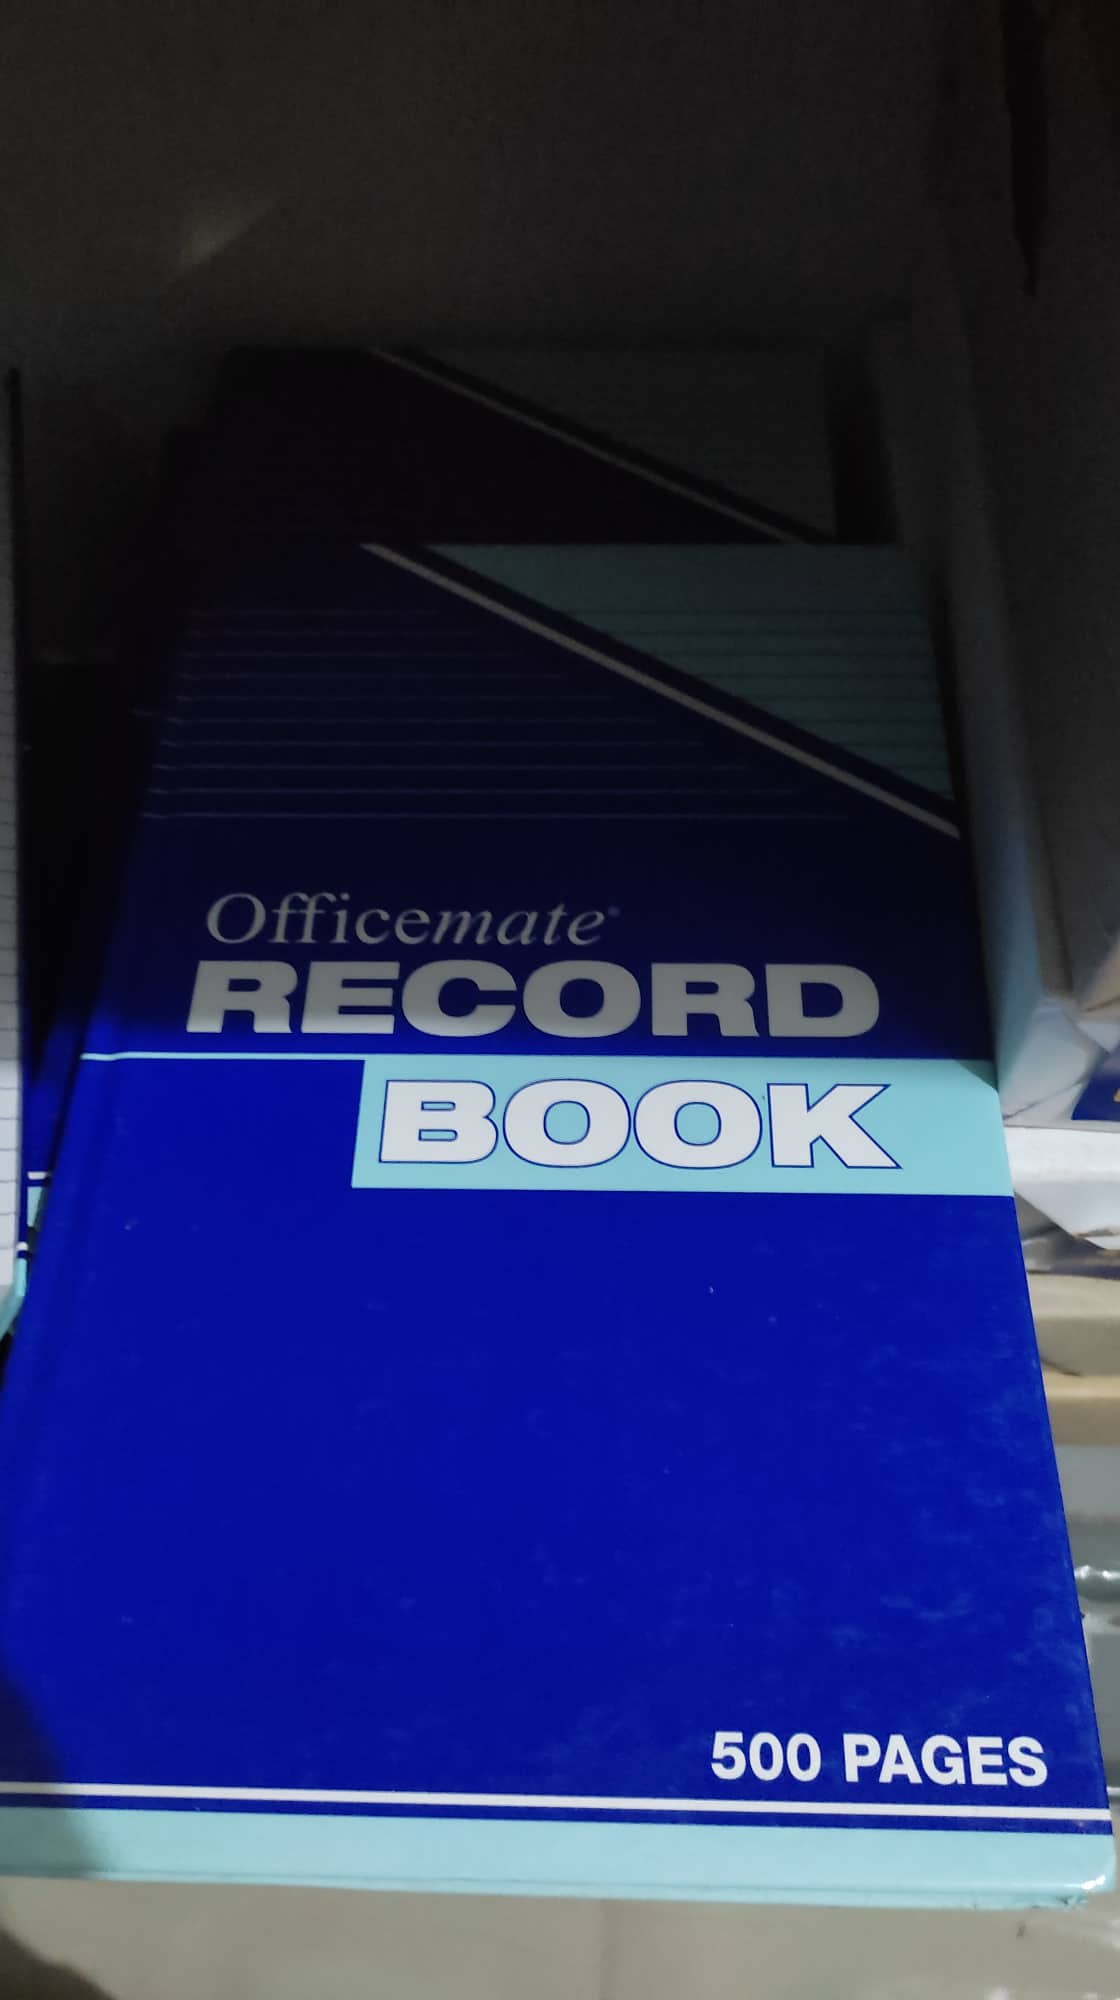 Officemate
RECORD
BOOK
500 PAGES